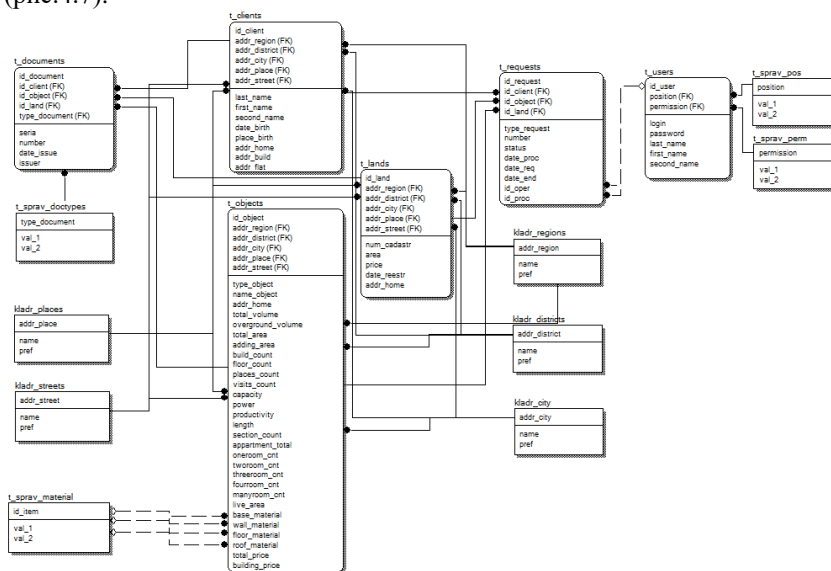 (рис.4.7).
t_clients
id_client
addr_region (FK)
addr_district (FK)
addr_city (FK)
addr_place (FK)
addr_street (FK)
last_name
first_name
second_name
date_birth
place_birth
addr_home
addr_build
addr_flat
t_documents
id_document
id_client (FK)
id_object (FK)
id_land (FK)
type_document (FK)
seria
number
date_issue
issuer
t_requests
id_request
id_client (FK)
id_object (FK)
id_land (FK)
type_request
number
status
date_proc
date_req
date_end
id_oper
id_proc
t_users
id_user
position (FK)
permission (FK)
login
password
last_name
first_name
second_name
t_sprav_pos
position
val_1
val_2
t_sprav_perm
permission
val_1
val_2
t_lands
id_land
addr_region (FK)
addr_district (FK)
addr_city (FK)
addr_place (FK)
addr_street (FK)
num_cadastr
area
price
date_reestr
addr_home
t_sprav_doctypes
type_document
val_1
val_2
t_objects
id_object
addr_region (FK)
addr_district (FK)
addr_city (FK)
addr_place (FK)
addr_street (FK)
type_object
name_object
addr_home
total_volume
overground_volume
total_area
adding_area
build_count
floor_count
places_count
visits_count
capacity
power
productivity
length
section_count
appartment_total
oneroom_cnt
tworoom_cnt
threeroom_cnt
fourroom_cnt
manyroom_cnt
live_area
base_material
wall_material
floor_material
roof_material
total_price
building_price
kladr_regions
addr_region
name
pref
kladr_places
addr_place
name
pref
kladr_districts
addr_district
name
pref
kladr_streets
addr_street
name
pref
kladr_city
addr_city
name
pref
t_sprav_material
id_item
val_1
val_2